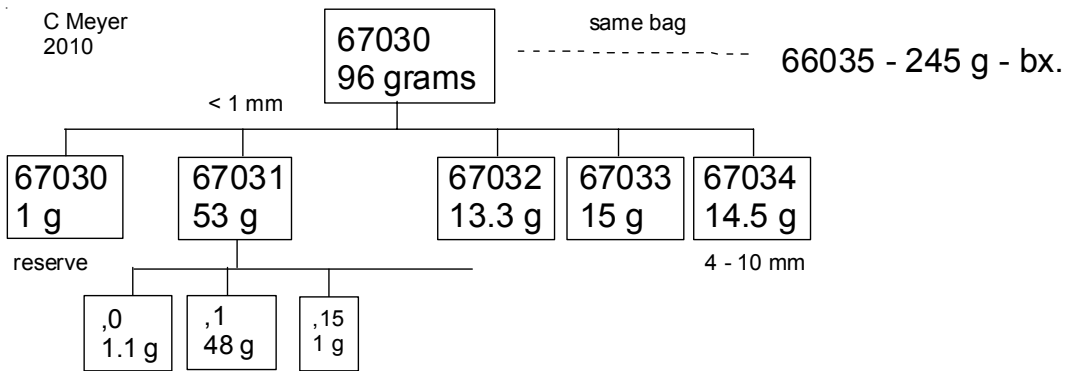 C Meyer
2010
67030
96 grams
same bag
66035 - 245 g - bx.
< 1 mm
67030
1 g
67031
53 g
67032
13.3 g
67033
15 g
67034
14.5 g
reserve
4 - 10 mm
,0
1.1 g
,1
48 g
,15
1 g